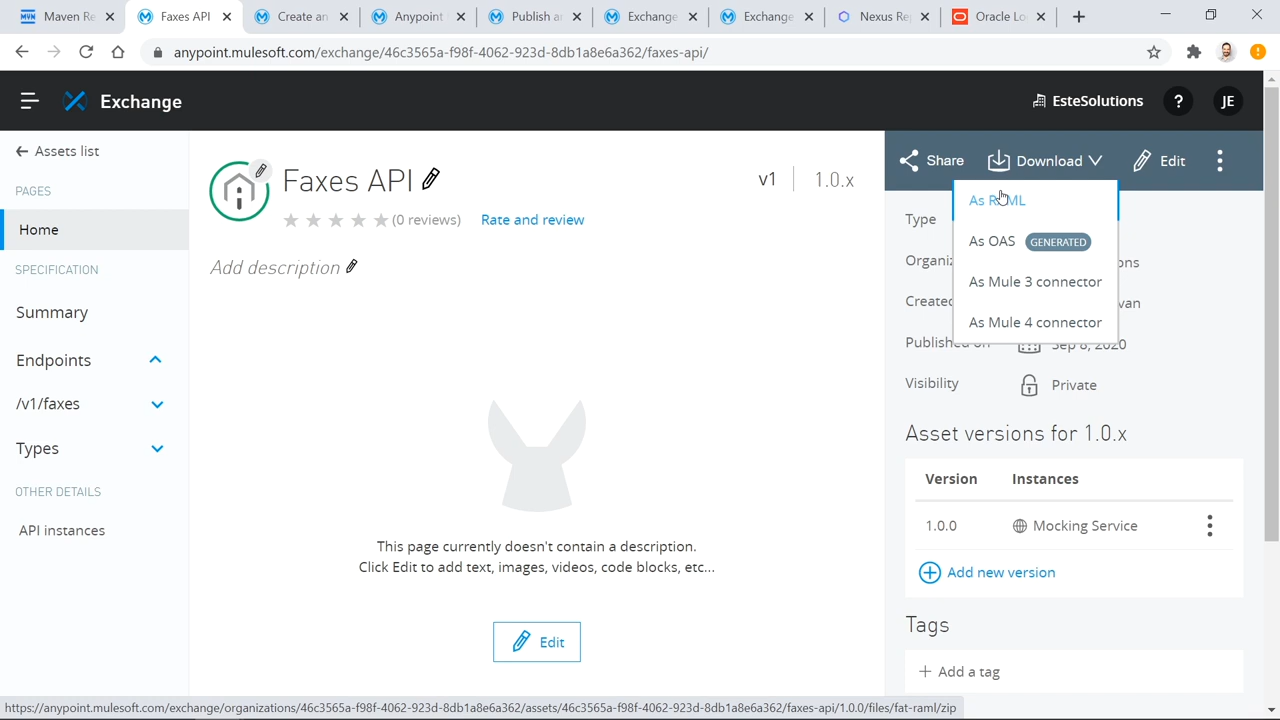 Maven Re
Faxes API
Create an
Anypoint
Publish a
Exchange
Exchange
Nexus Re
Oracle Lo
anypoint.mulesoft.com/exchange/46c3565a-f98f-4062-923d-8db1a8e6a362/faxes-api/
Exchange
EsteSolutions
?
JE
Assets list
PAGES
Home
SPECIFICATION
Summary
Endpoints
/v1/faxes
Types
OTHER DETAILS
API instances
Faxes API
v1
1.0.x
(0 reviews)
Rate and review
Add description
This page currently doesn't contain a description.
Click Edit to add text, images, videos, code blocks, etc...
Edit
Share
Download
Edit
As RAML
As OAS GENERATED
As Mule 3 connector
As Mule 4 connector
Type
Organiz ons
Created van
Published on Sep 8, 2020
Visibility Private
Asset versions for 1.0.x
Version Instances
1.0.0 Mocking Service
Add new version
Tags
+ Add a tag
https://anypoint.mulesoft.com/exchange/organizations/46c3565a-f98f-4062-923d-8db1a8e6a362/assets/46c3565a-f98f-4062-923d-8db1a8e6a362/faxes-api/1.0.0/files/fat-raml/zip